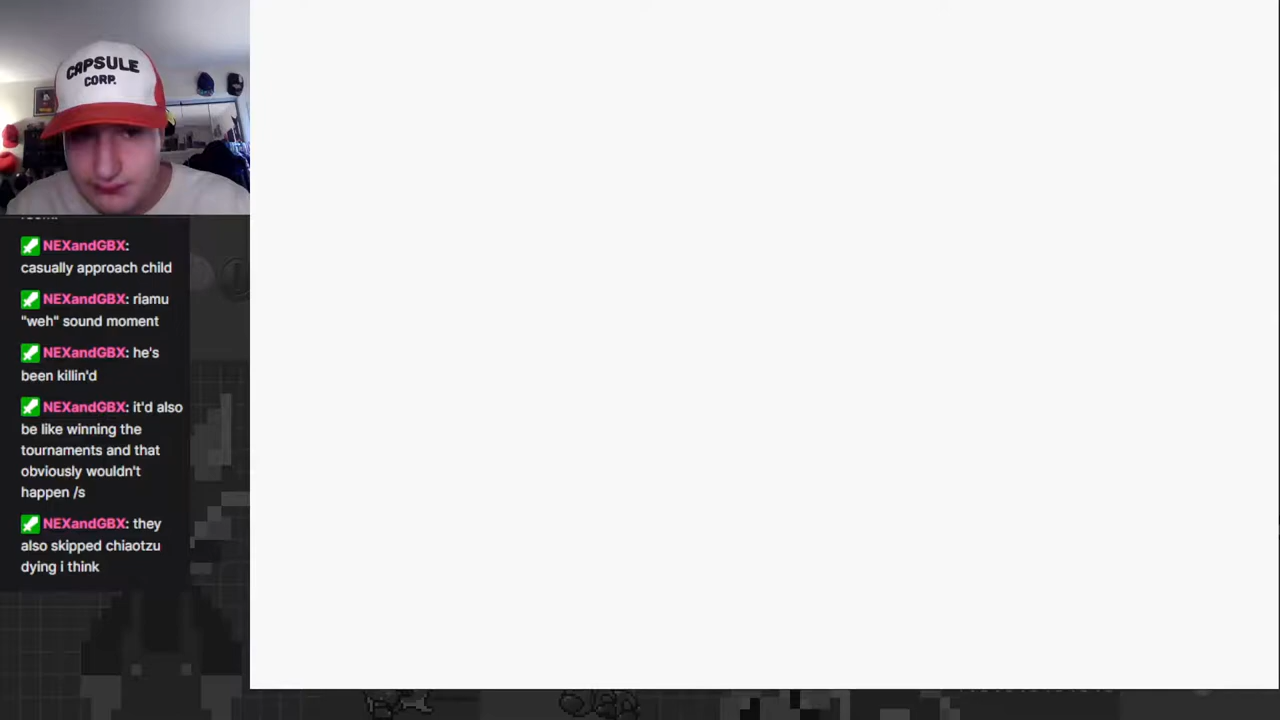 CAPSULE
CORP.
NEXandGBX:
casually approach child
NEXandGBX: riamu
"weh" sound moment
NEXandGBX: he's
been killin'd
NEXandGBX: it'd also
be like winning the
tournaments and that
obviously wouldn't
happen /s
NEXandGBX: they
also skipped chiaotzu
dying i think